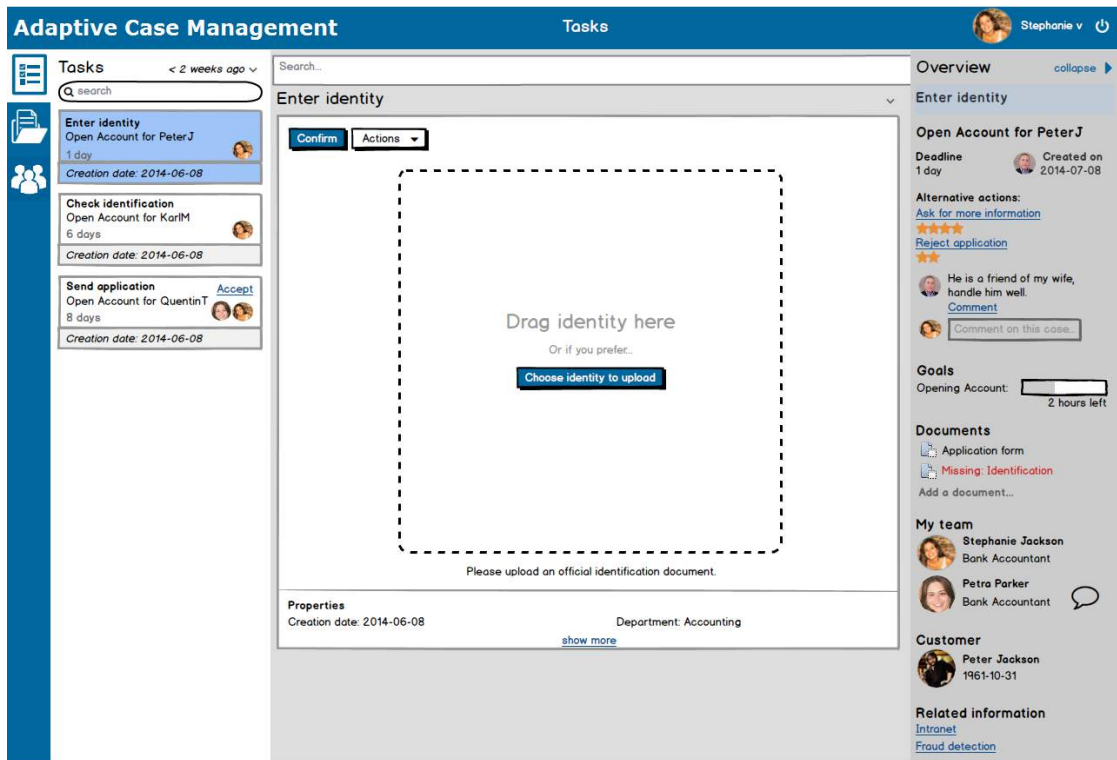 Adaptive Case Management
Tasks
Stephanie v
Tasks
< 2 weeks ago
search
Enter identity
Open Account for PeterJ
1 day
Creation date: 2014-06-08
Check identification
Open Account for KarlM
6 days
Creation date: 2014-06-08
Send application
Accept
Open Account for QuentinT
8 days
Creation date: 2014-06-08
Search...
Enter identity
Confirm
Actions
Drag identity here
Or if you prefer...
Choose identity to upload
Please upload an official identification document.
Properties
Creation date: 2014-06-08
Department: Accounting
show more
Overview
collapse
Enter identity
Open Account for PeterJ
Deadline
1 day
Created on
2014-07-08
Alternative actions:
Ask for more information
Reject application
He is a friend of my wife,
handle him well.
Comment
Comment on this case...
Goals
Opening Account:
2 hours left
Documents
Application form
Missing: Identification
Add a document...
My team
Stephanie Jackson
Bank Accountant
Petra Parker
Bank Accountant
Customer
Peter Jackson
1961-10-31
Related information
Intranet
Fraud detection